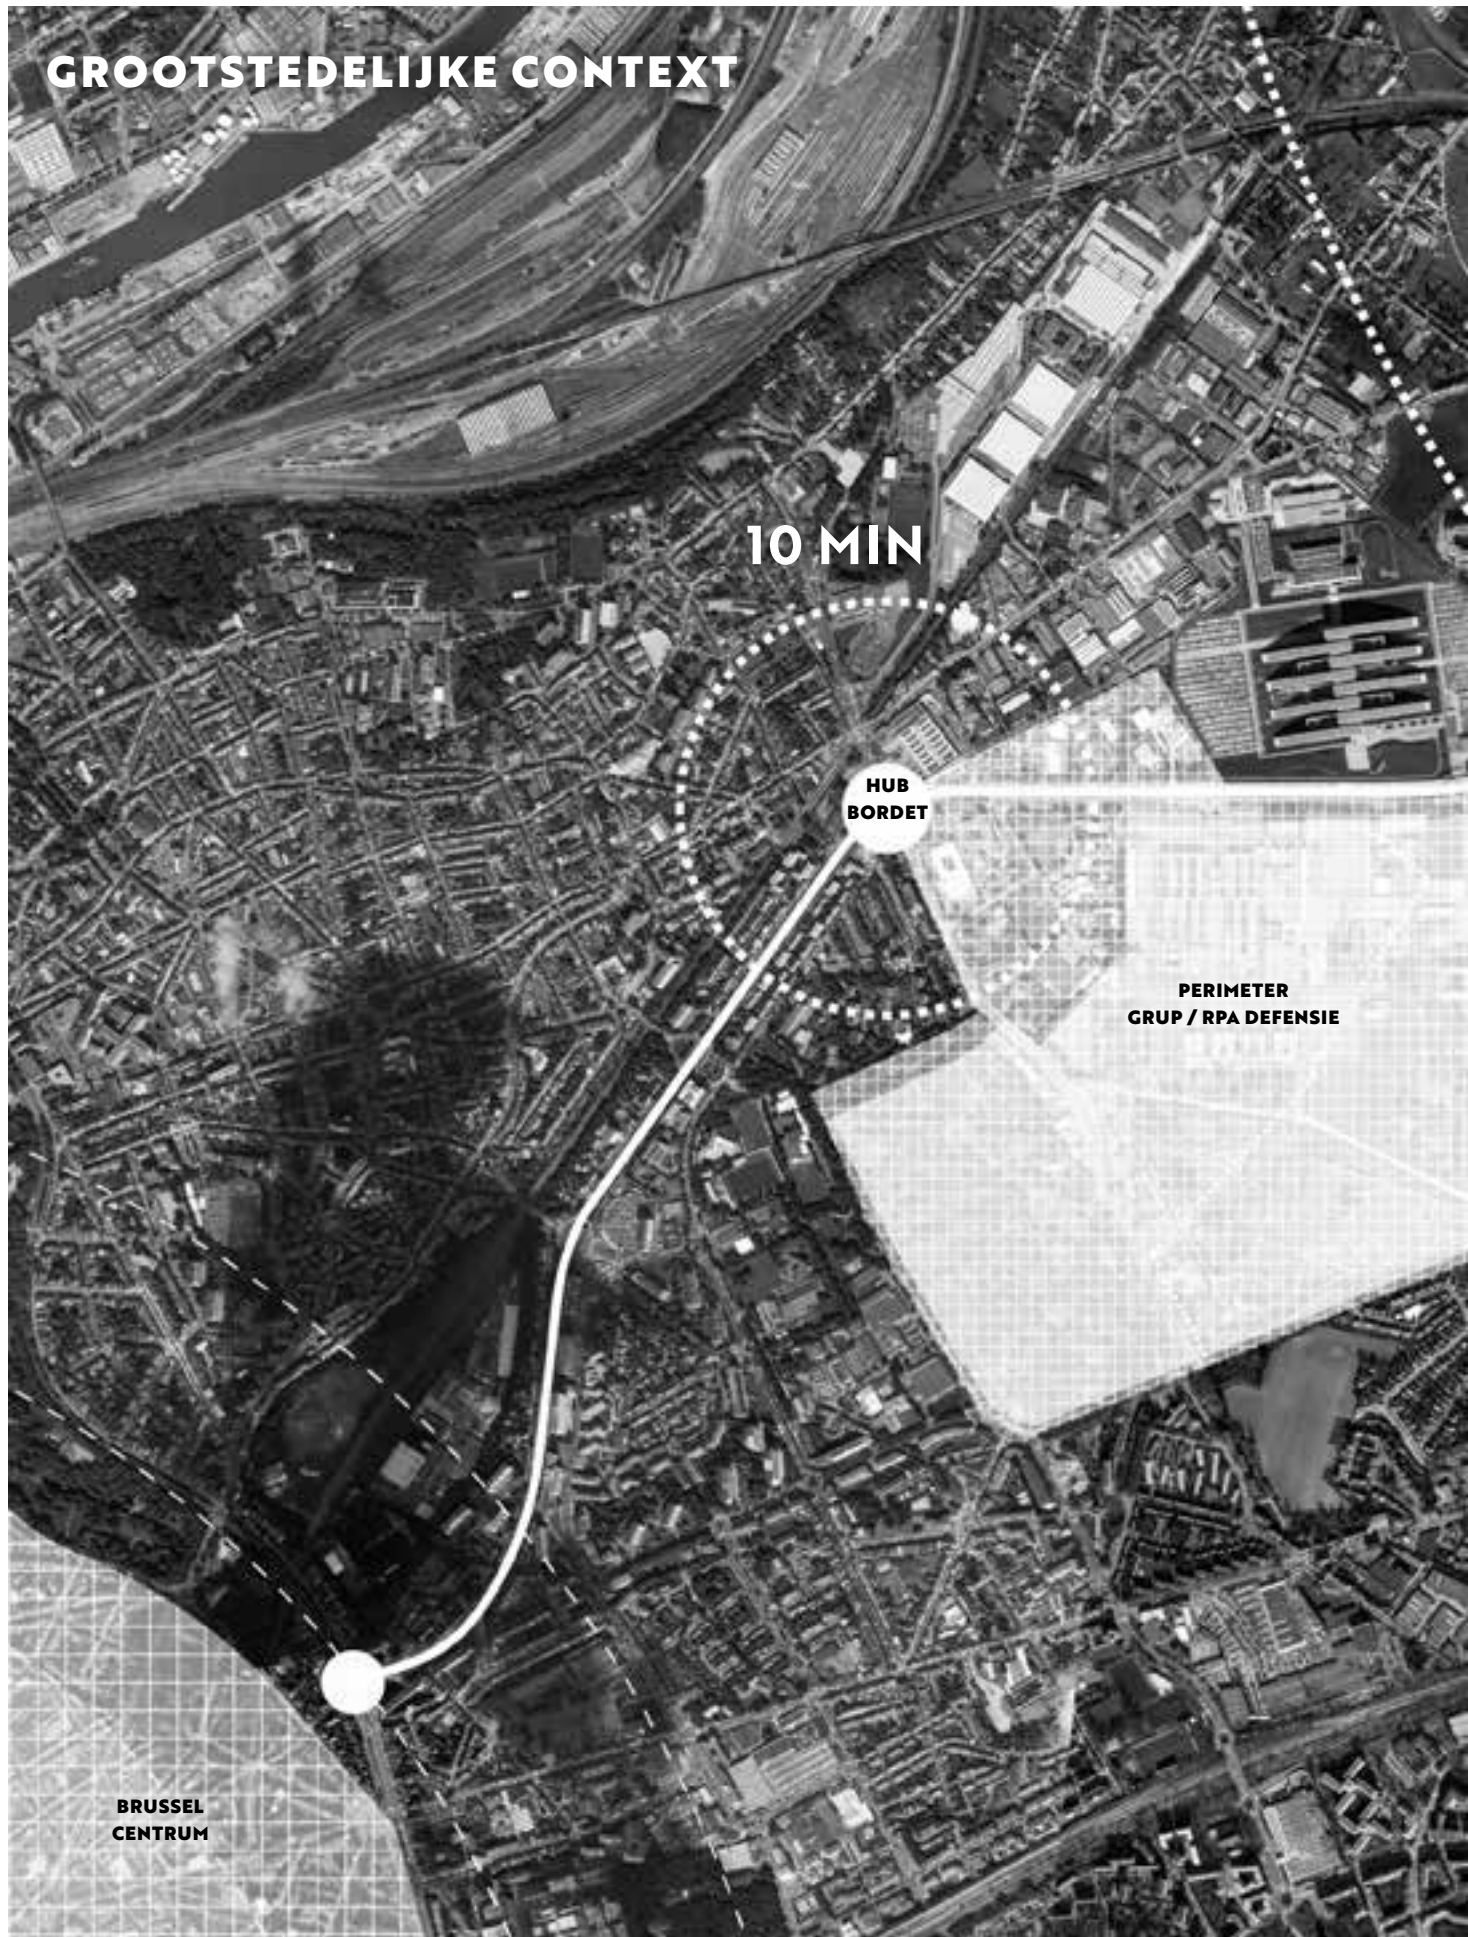 GROOTSTEDELIJKE CONTEXT
10 MIN
HUB
BORDET
PERIMETER
GRUP / RPA DEFENSIE
BRUSSEL
CENTRUM